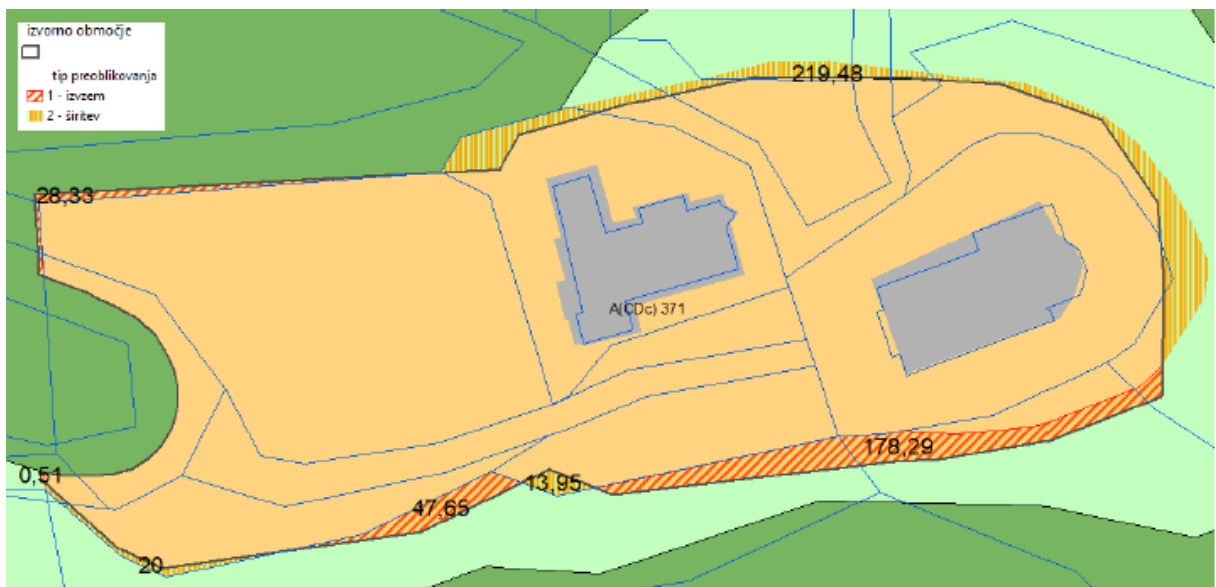 izvorno območje
tip preoblikovanja
1 - izvzem
2 - širitev
219,48
28,33
A(CDc) 371
178,29
0,51
13,95
47,65
20